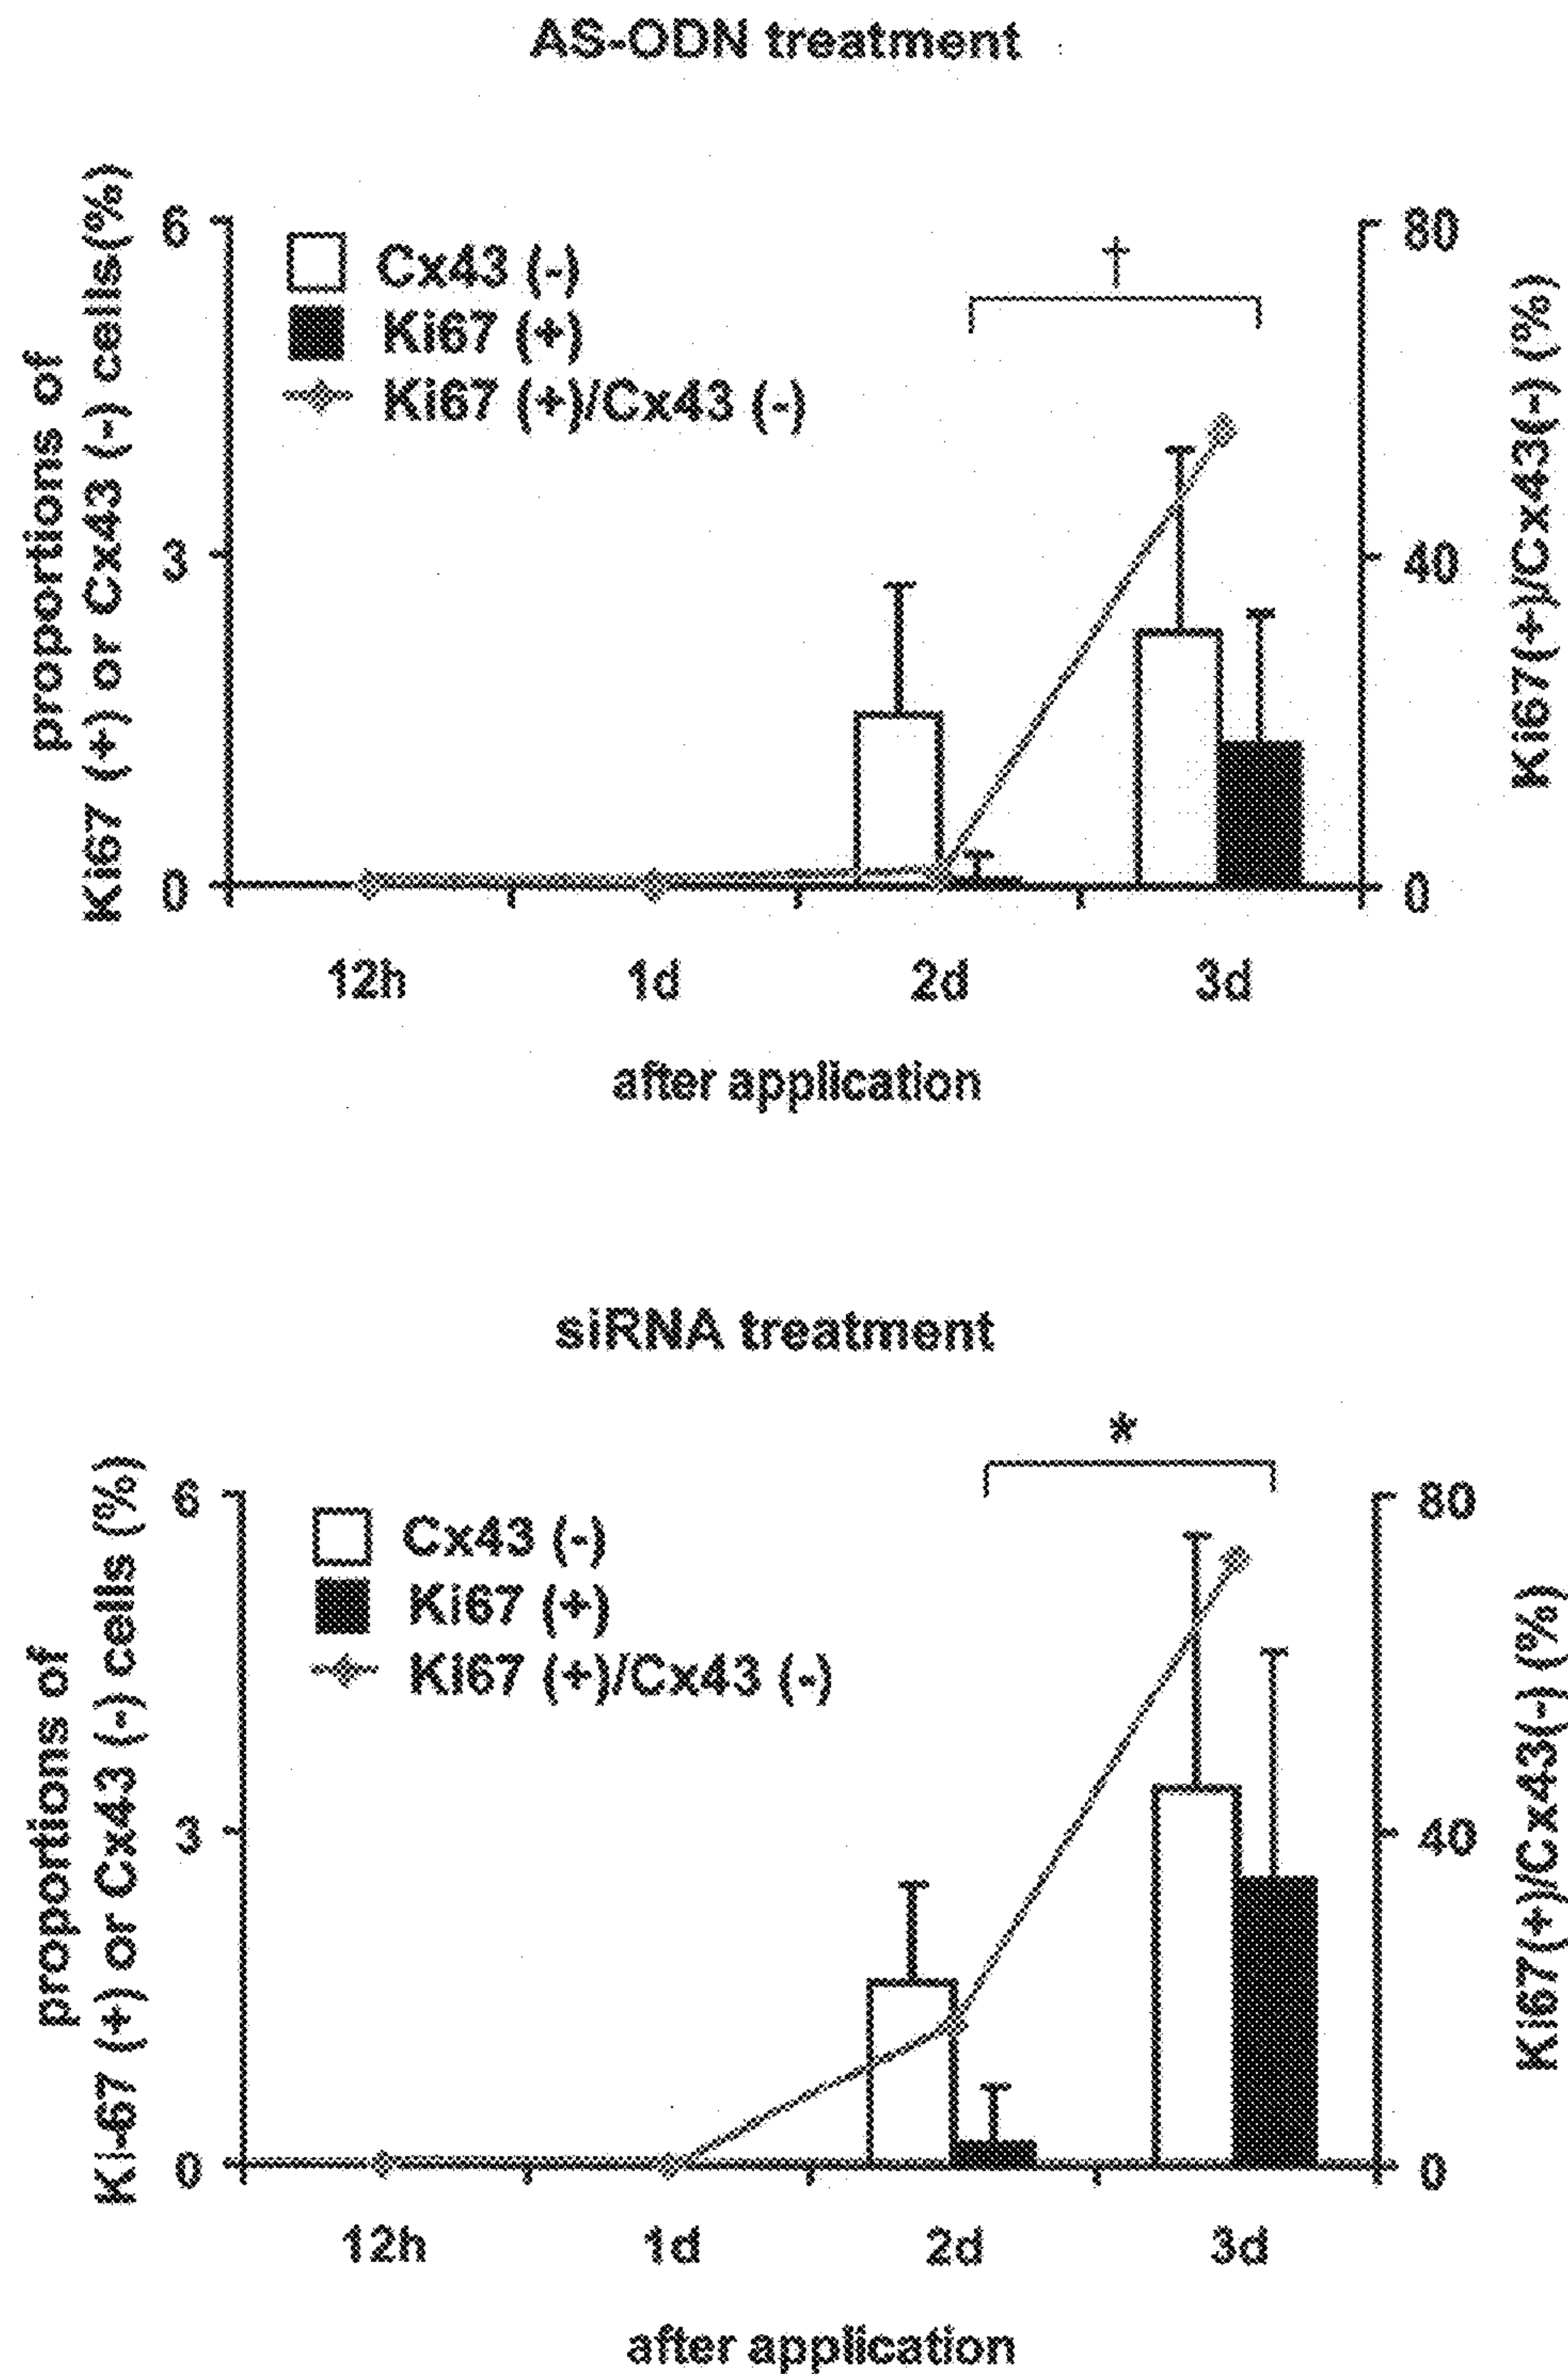 AS-ODN treatment
proportions of
Ki67 (+) or Cx43 (-) cells(%)
6
3
0
Cx43 (-)
Ki67 (+)
Ki67 (+)/Cx43 (-)
†
80
40
0
Ki67(+)/Cx43(-) (%)
12h 1d 2d 3d
after application
siRNA treatment
proportions of
Ki-67 (+) or Cx43 (-) cells (%)
6
3
0
Cx43 (-)
Ki67 (+)
Ki67 (+)/Cx43 (-)
*
80
40
0
Ki67(+)/Cx43(-) (%)
12h 1d 2d 3d
after application